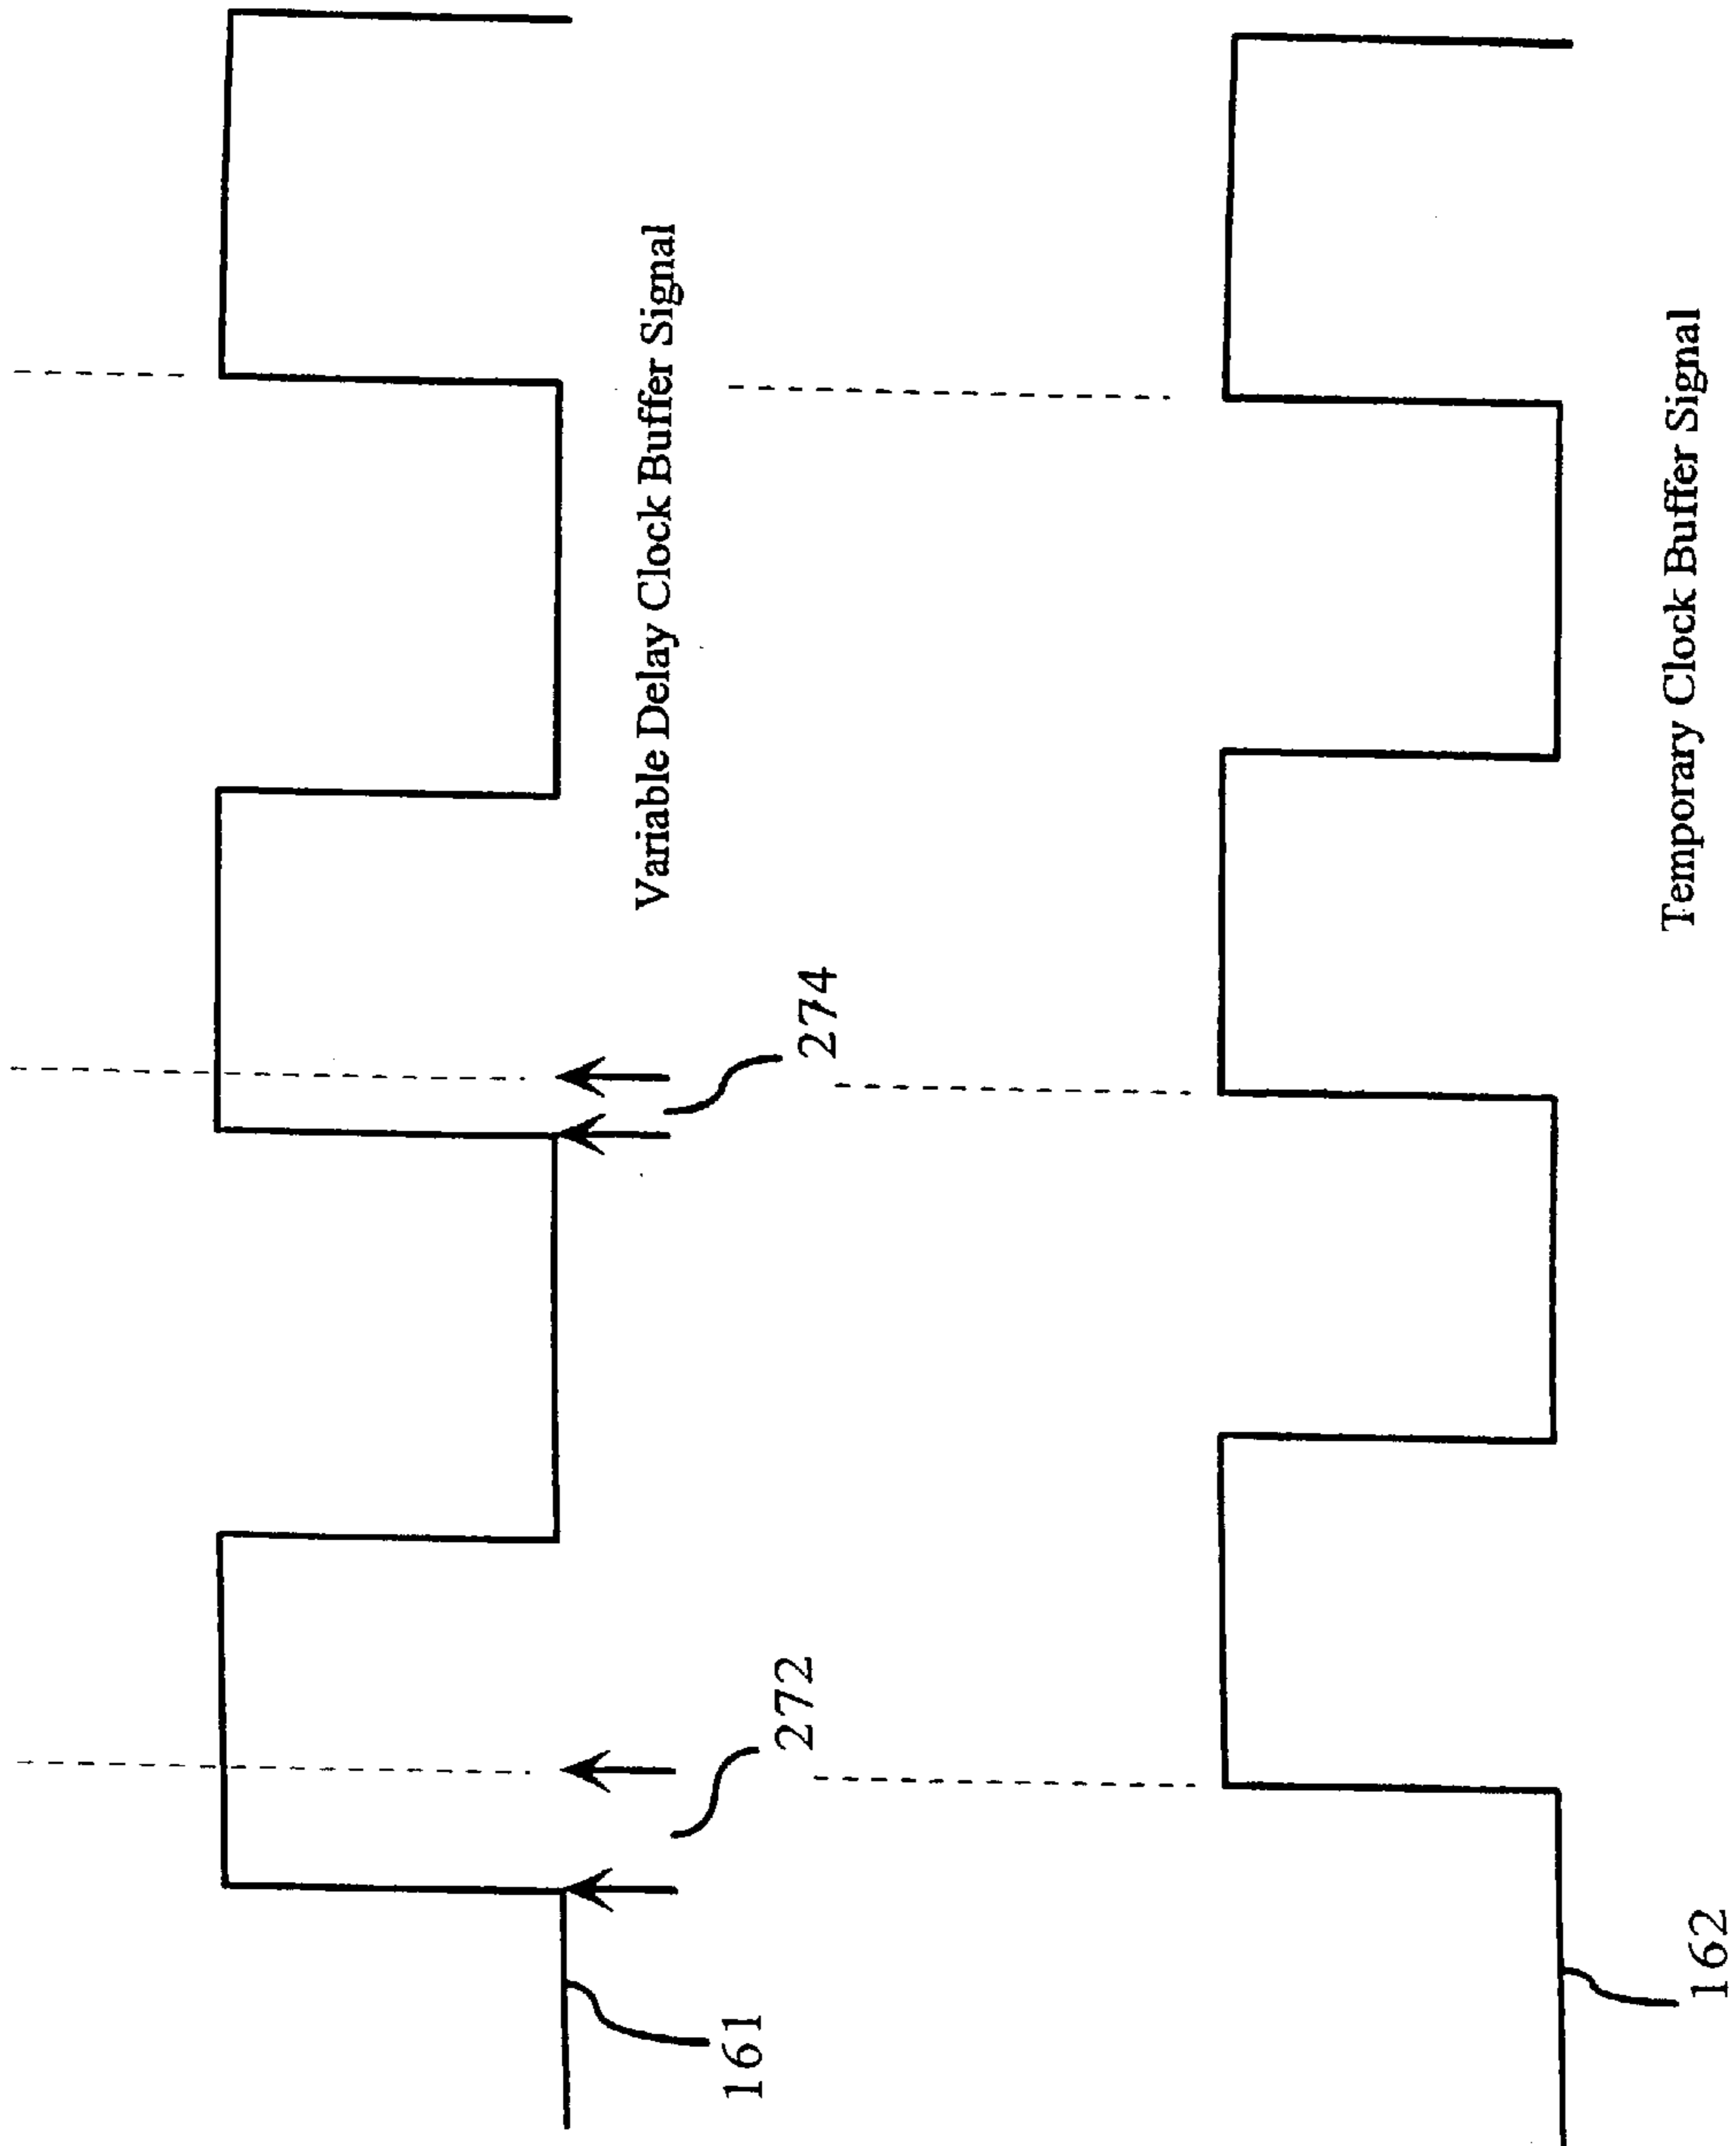 161
272
274
Variable Delay Clock Buffer Signal
162
Temporary Clock Buffer Signal